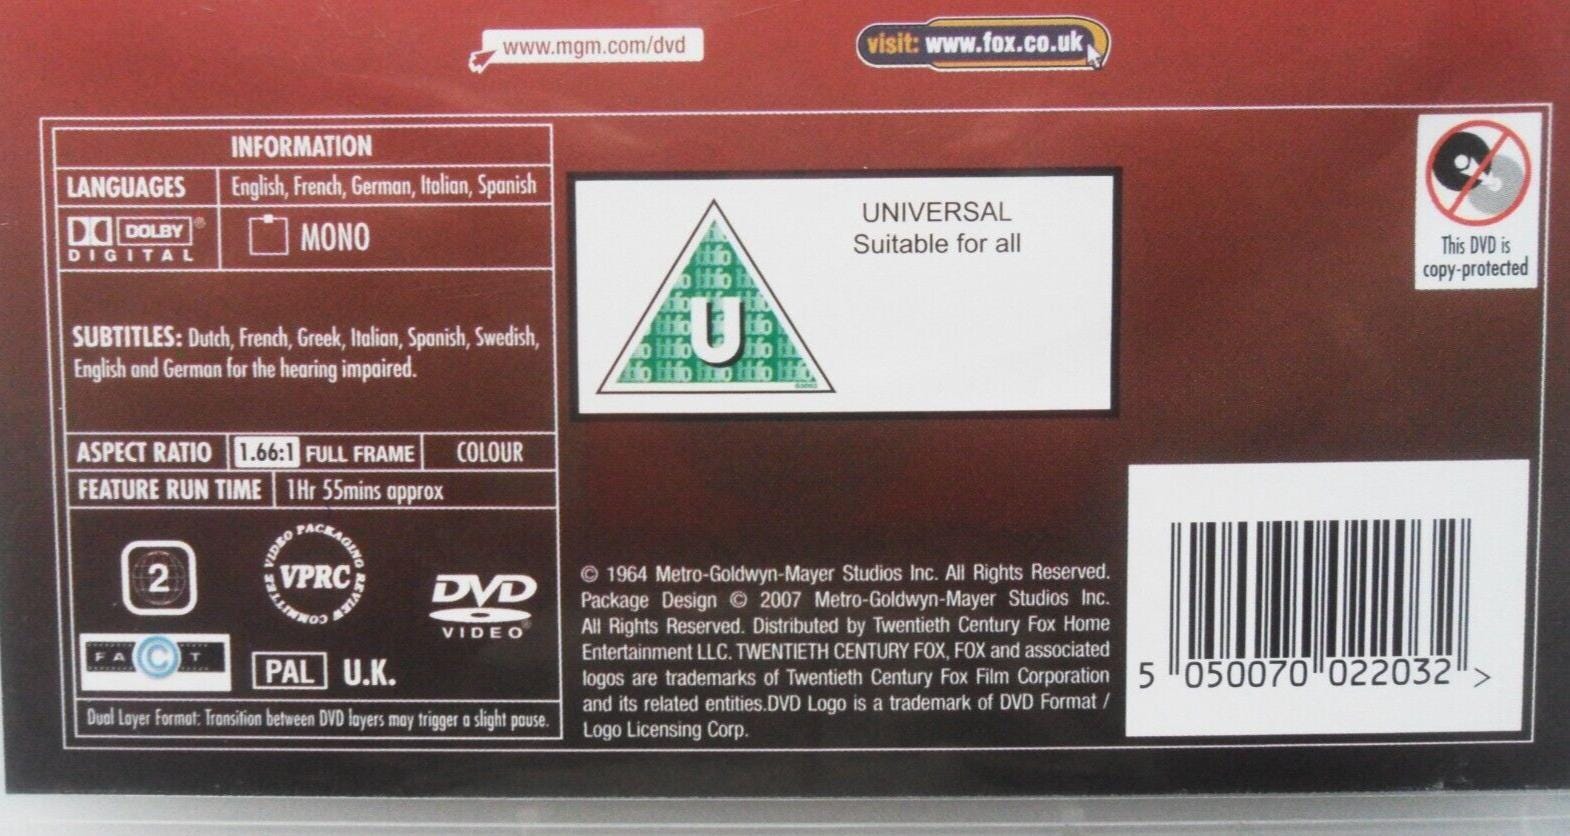 www.mgm.com/dvd
visit: www.fox.co.uk
INFORMATION
LANGUAGES English, French, German, Italian, Spanish
DOLBY DIGITAL MONO
SUBTITLES: Dutch, French, Greek, Italian, Spanish, Swedish,
English and German for the hearing impaired.
ASPECT RATIO 1.66:1 FULL FRAME COLOUR
FEATURE RUN TIME 1Hr 55mins approx
2
VIDEO PACKAGING REVIEW COMMITTEE
VPRC
DVD
VIDEO
FACT
PAL U.K.
Dual Layer Format: Transition between DVD layers may trigger a slight pause.
UNIVERSAL
Suitable for all
U
© 1964 Metro-Goldwyn-Mayer Studios Inc. All Rights Reserved.
Package Design © 2007 Metro-Goldwyn-Mayer Studios Inc.
All Rights Reserved. Distributed by Twentieth Century Fox Home
Entertainment LLC. TWENTIETH CENTURY FOX, FOX and associated
logos are trademarks of Twentieth Century Fox Film Corporation
and its related entities.DVD Logo is a trademark of DVD Format /
Logo Licensing Corp.
This DVD is
copy-protected
5 050070 022032 >